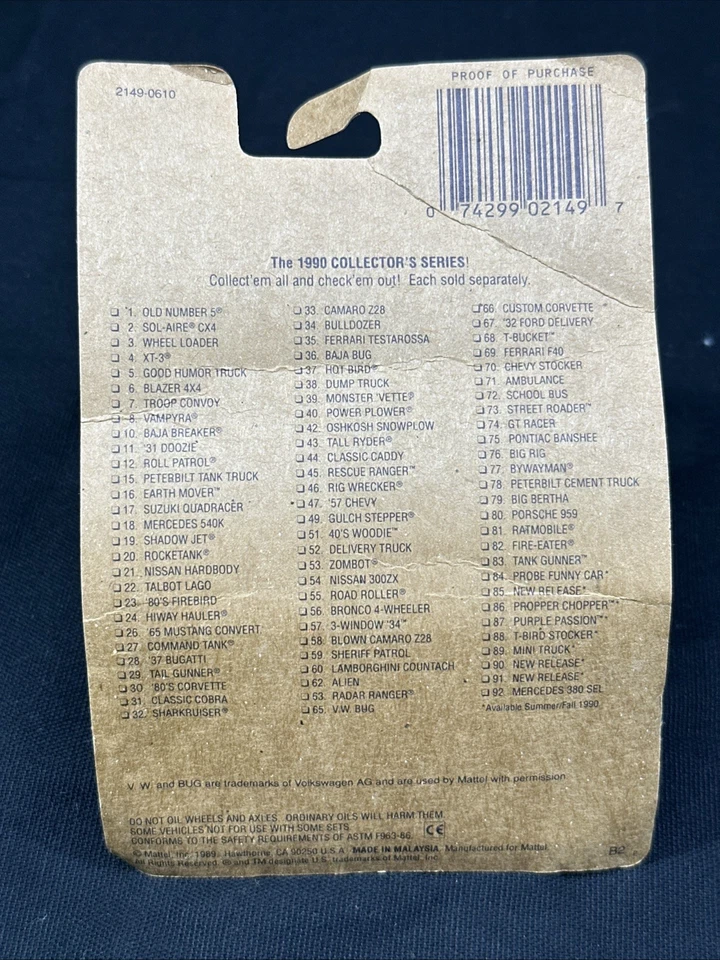 2149-0610
PROOF OF PURCHASE
0 74299 02149 7
The 1990 COLLECTOR'S SERIES!
Collect'em all and check'em out! Each sold separately.
1. OLD NUMBER 5®
2. SOL-AIRE® CX4
3. WHEEL LOADER
4. XT-3®
5. GOOD HUMOR TRUCK
6. BLAZER 4X4
7. TROOP CONVOY
8. VAMPYRA®
10. BAJA BREAKER®
11. '31 DOOZIE
12. ROLL PATROL®
15. PETERBILT TANK TRUCK
16. EARTH MOVER™
17. SUZUKI QUADRACER
18. MERCEDES 540K
19. SHADOW JET®
20. ROCKETANK®
21. NISSAN HARDBODY
22. TALBOT LAGO
23. '80'S FIREBIRD
24. HIWAY HAULER®
26. '65 MUSTANG CONVERT
27. COMMAND TANK®
28. '37 BUGATTI
29. TAIL GUNNER®
30. '80'S CORVETTE
31. CLASSIC COBRA
32. SHARKRUISER®
33. CAMARO Z28
34. BULLDOZER
35. FERRARI TESTAROSSA
36. BAJA BUG
37. HOT BIRD®
38. DUMP TRUCK
39. MONSTER 'VETTE®
40. POWER PLOWER®
42. OSHKOSH SNOWPLOW
43. TALL RYDER®
44. CLASSIC CADDY
45. RESCUE RANGER™
46. RIG WRECKER®
47. '57 CHEVY
49. GULCH STEPPER®
51. 40'S WOODIE™
52. DELIVERY TRUCK
53. ZOMBOT®
54. NISSAN 300ZX
55. ROAD ROLLER®
56. BRONCO 4-WHEELER
57. 3-WINDOW '34™
58. BLOWN CAMARO Z28
59. SHERIFF PATROL
60. LAMBORGHINI COUNTACH
62. ALIEN
63. RADAR RANGER®
65. V.W. BUG
66. CUSTOM CORVETTE *
67. '32 FORD DELIVERY
68. T-BUCKET™
69. FERRARI F40
70. CHEVY STOCKER
71. AMBULANCE
72. SCHOOL BUS
73. STREET ROADER™
74. GT RACER
75. PONTIAC BANSHEE
76. BIG RIG
77. BYWAYMAN®
78. PETERBILT CEMENT TRUCK
79. BIG BERTHA
80. PORSCHE 959
81. RATMOBILE®
82. FIRE-EATER®
83. TANK GUNNER™
84. PROBE FUNNY CAR*
85. NEW RELEASE*
86. PROPPER CHOPPER™*
87. PURPLE PASSION™*
88. T-BIRD STOCKER*
89. MINI TRUCK*
90. NEW RELEASE*
91. NEW RELEASE*
92. MERCEDES 380 SEL
*Available Summer/Fall 1990.
V.W. and BUG are trademarks of Volkswagen AG and are used by Mattel with permission.
DO NOT OIL WHEELS AND AXLES. ORDINARY OILS WILL HARM THEM.
SOME VEHICLES NOT FOR USE WITH SOME SETS.
CONFORMS TO THE SAFETY REQUIREMENTS OF ASTM F963-86. CE
© Mattel, Inc. 1989. Hawthorne, CA 90250 U.S.A. MADE IN MALAYSIA. Manufactured for Mattel.
All Rights Reserved. ® and TM designate U.S. trademarks of Mattel, Inc.
B2